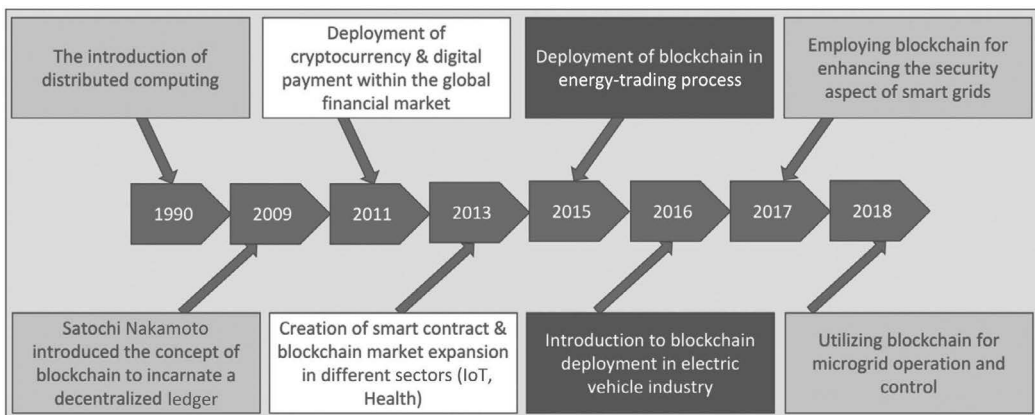 The introduction of
distributed computing
Deployment of
cryptocurrency & digital
payment within the global
financial market
Deployment of blockchain in
energy-trading process
Employing blockchain for
enhancing the security
aspect of smart grids
1990
2009
2011
2013
2015
2016
2017
2018
Satochi Nakamoto
introduced the concept of
blockchain to incarnate a
decentralized ledger
Creation of smart contract &
blockchain market expansion
in different sectors (IoT,
Health)
Introduction to blockchain
deployment in electric
vehicle industry
Utilizing blockchain for
microgrid operation and
control